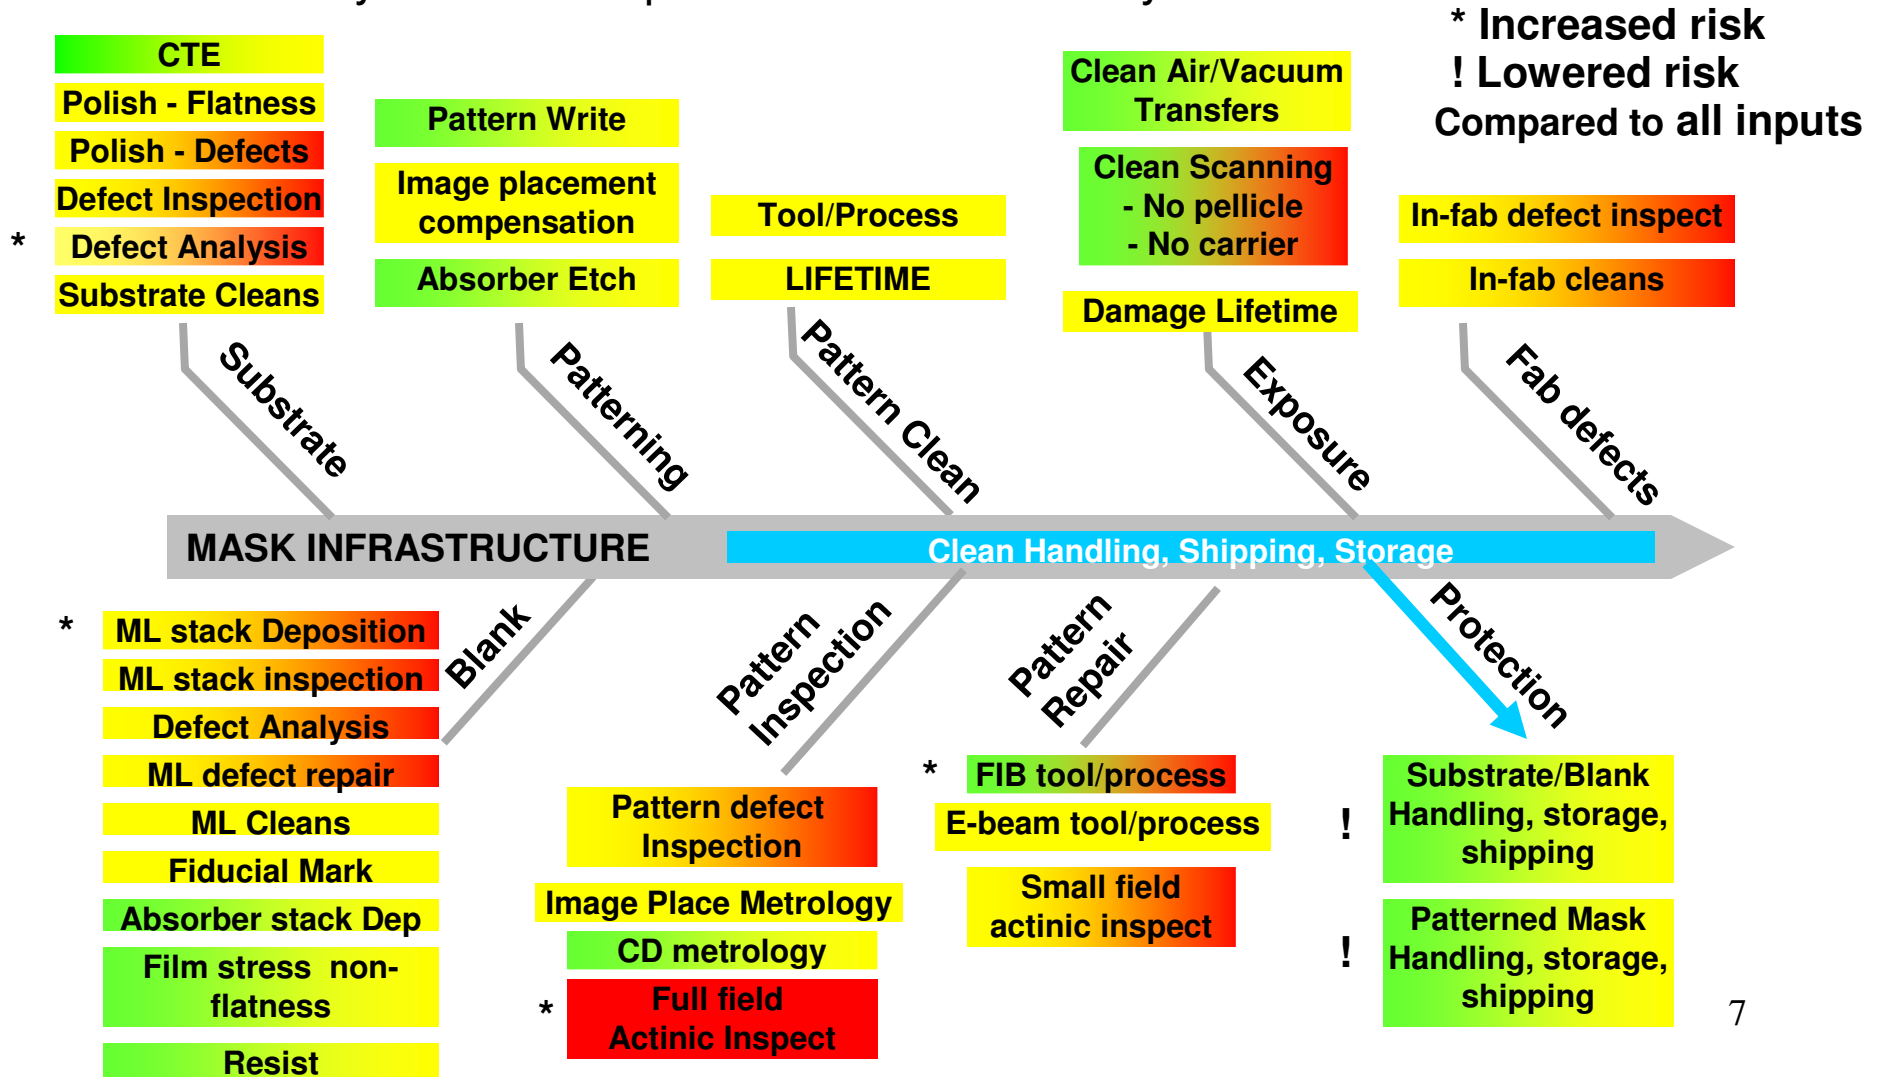 * Increased risk
! Lowered risk
Compared to all inputs
CTE
Polish - Flatness
Polish - Defects
Defect Inspection
* Defect Analysis
Substrate Cleans
Pattern Write
Image placement
compensation
Absorber Etch
Tool/Process
LIFETIME
Clean Air/Vacuum
Transfers
Clean Scanning
- No pellicle
- No carrier
Damage Lifetime
In-fab defect inspect
In-fab cleans
Substrate
Patterning
Pattern Clean
Exposure
Fab defects
MASK INFRASTRUCTURE
Clean Handling, Shipping, Storage
Blank
Pattern
Inspection
Pattern
Repair
Protection
* ML stack Deposition
ML stack inspection
Defect Analysis
ML defect repair
ML Cleans
Fiducial Mark
Absorber stack Dep
Film stress non-
flatness
Resist
Pattern defect
Inspection
Image Place Metrology
CD metrology
* Full field
Actinic Inspect
* FIB tool/process
E-beam tool/process
Small field
actinic inspect
Substrate/Blank
! Handling, storage,
shipping
Patterned Mask
! Handling, storage,
shipping
7